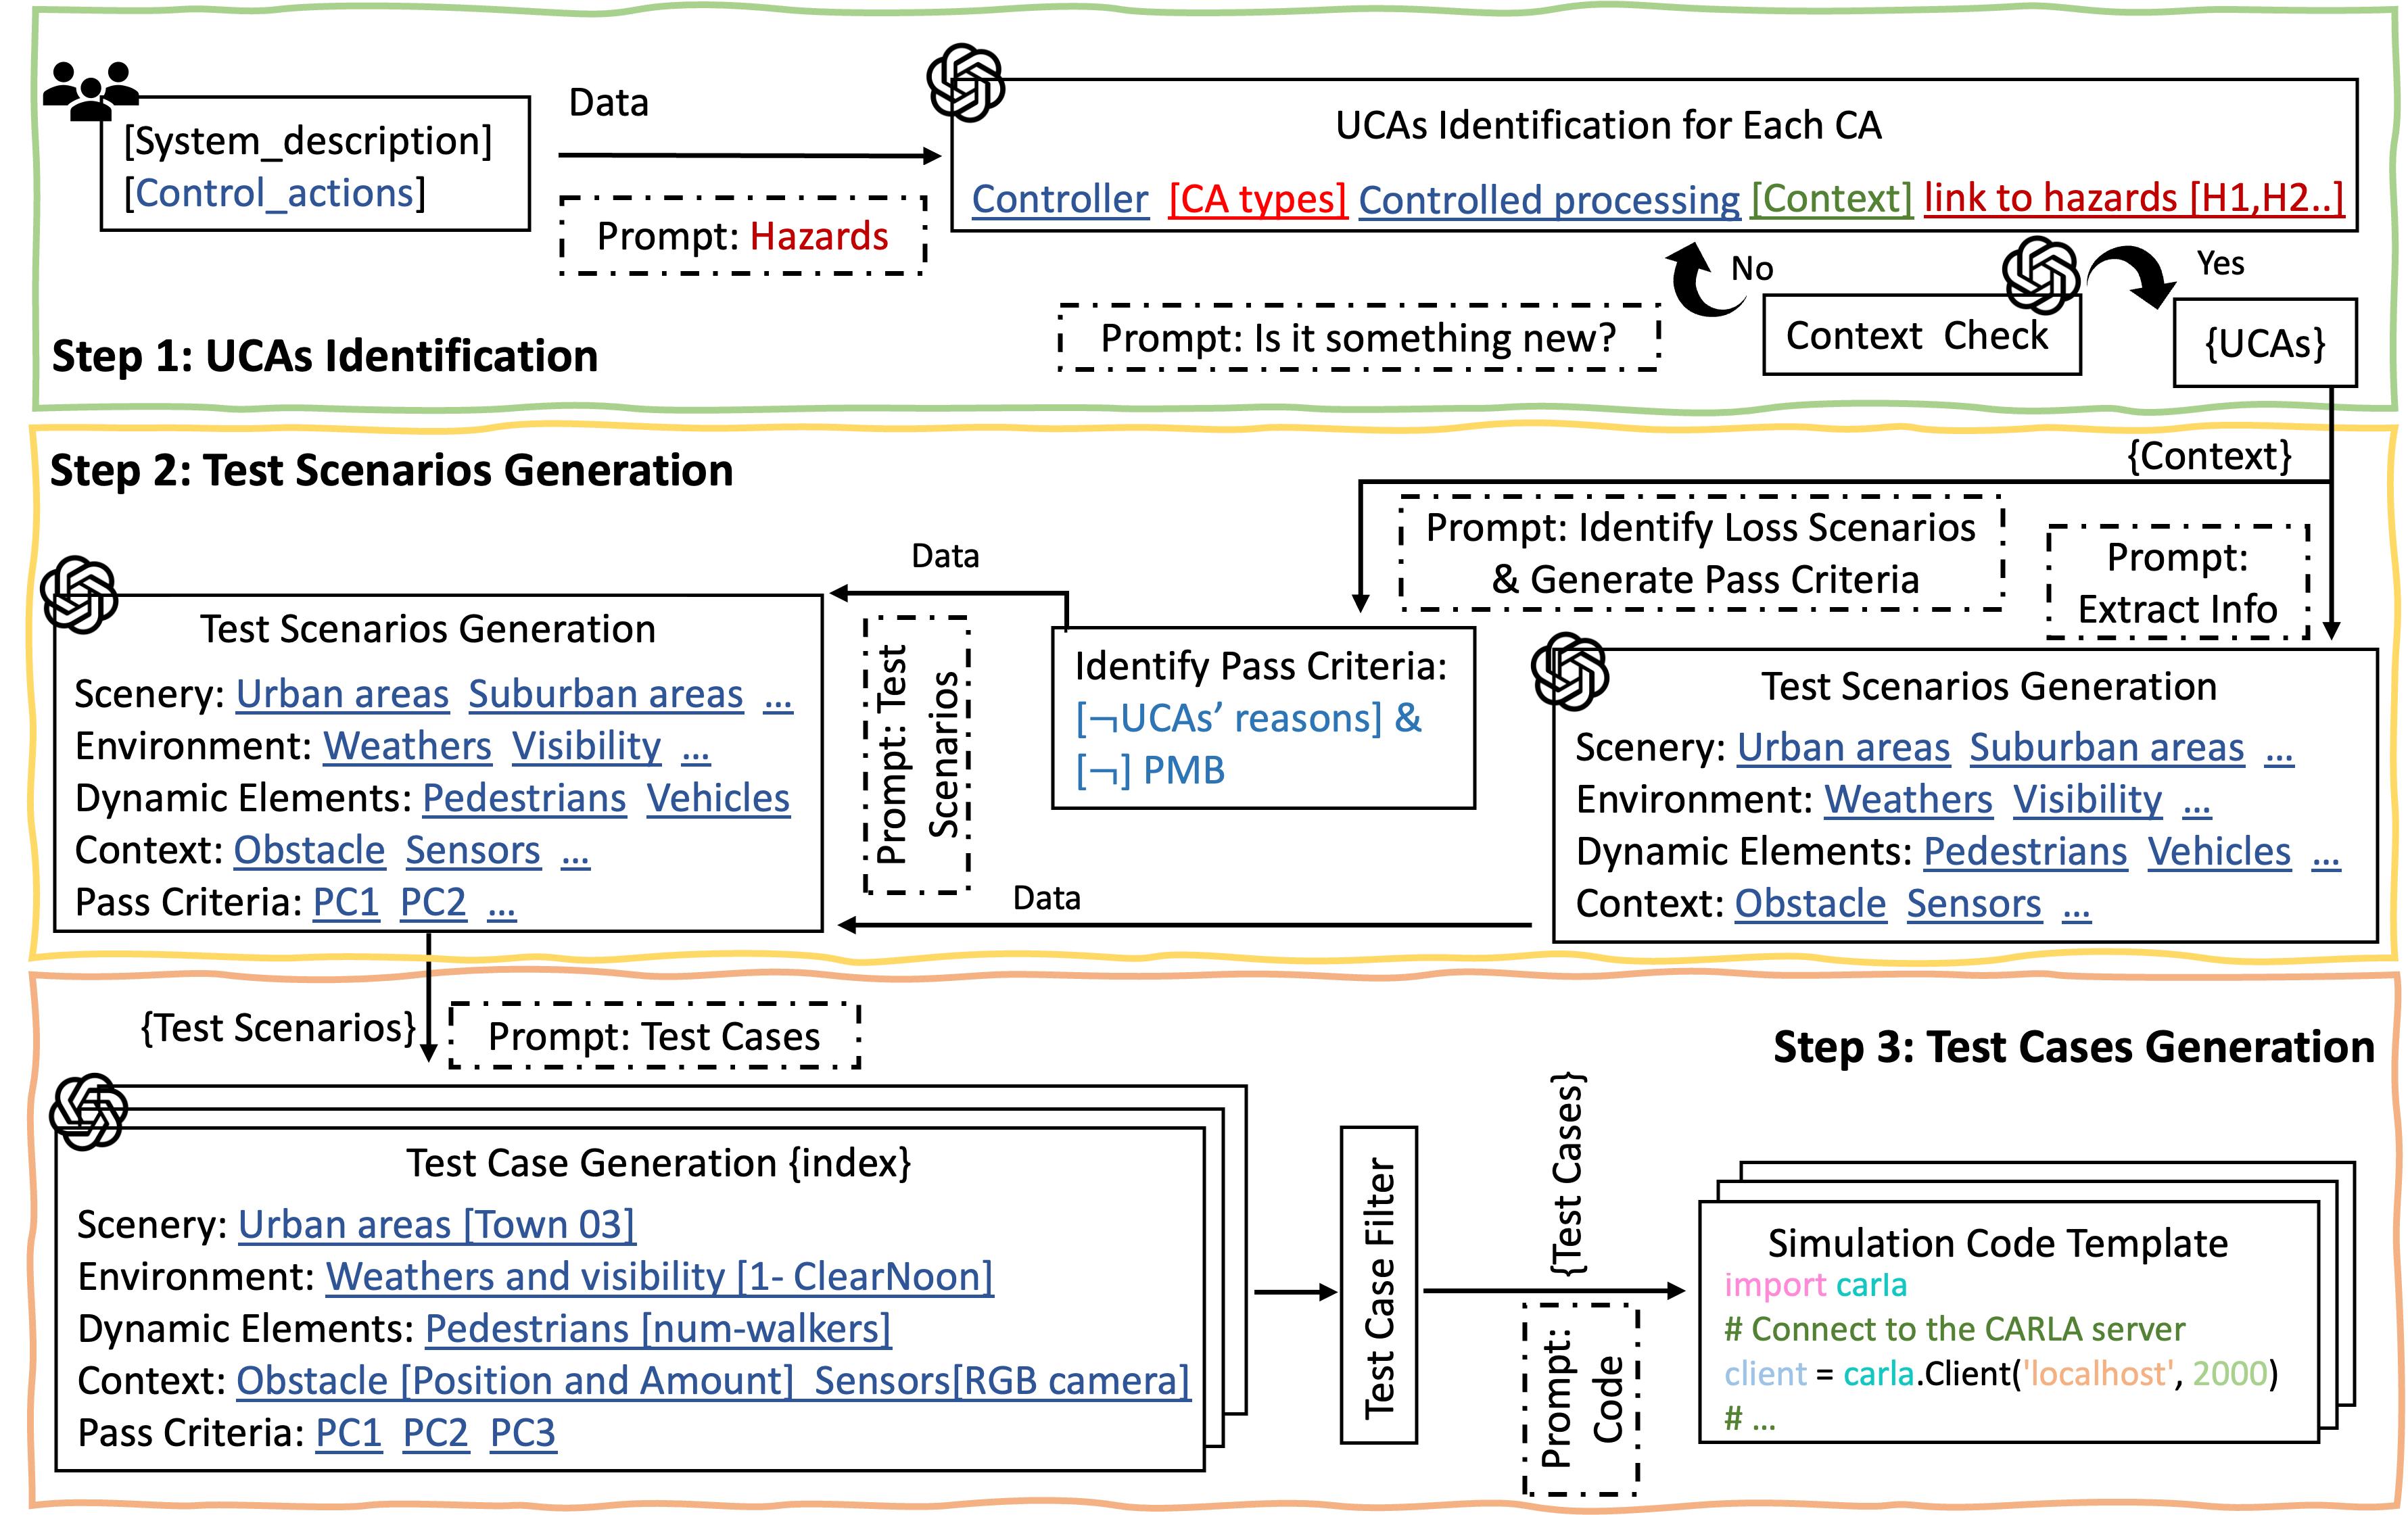 [System_description]
[Control_actions]
Data
Prompt: Hazards
UCAs Identification for Each CA
Controller [CA types] Controlled processing [Context] link to hazards [H1,H2..]
No
Yes
Prompt: Is it something new?
Context Check
{UCAs}
Step 1: UCAs Identification
Step 2: Test Scenarios Generation
{Context}
Prompt: Identify Loss Scenarios
& Generate Pass Criteria
Prompt:
Extract Info
Data
Test Scenarios Generation
Scenery: Urban areas Suburban areas ...
Environment: Weathers Visibility ...
Dynamic Elements: Pedestrians Vehicles
Context: Obstacle Sensors ...
Pass Criteria: PC1 PC2 ...
Prompt: Test
Scenarios
Identify Pass Criteria:
[¬UCAs’ reasons] &
[¬] PMB
Data
Test Scenarios Generation
Scenery: Urban areas Suburban areas ...
Environment: Weathers Visibility ...
Dynamic Elements: Pedestrians Vehicles ...
Context: Obstacle Sensors ...
{Test Scenarios}
Prompt: Test Cases
Step 3: Test Cases Generation
Test Case Generation {index}
Scenery: Urban areas [Town 03]
Environment: Weathers and visibility [1- ClearNoon]
Dynamic Elements: Pedestrians [num-walkers]
Context: Obstacle [Position and Amount] Sensors[RGB camera]
Pass Criteria: PC1 PC2 PC3
Test Case Filter
{Test Cases}
Prompt:
Code
Simulation Code Template
import carla
# Connect to the CARLA server
client = carla.Client('localhost', 2000)
# ...